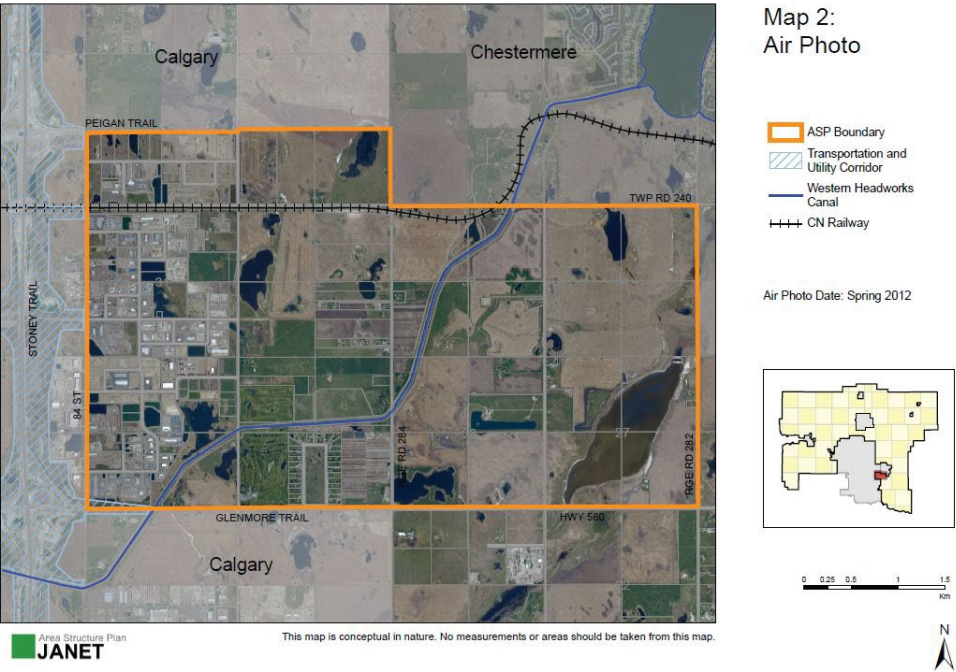 Map 2:
Air Photo
Calgary
Chestermere
PEIGAN TRAIL
TWP RD 240
STONEY TRAIL
84 ST
RGE RD 284
27
RGE RD 282
GLENMORE TRAIL
HWY 560
Calgary
ASP Boundary
Transportation and
Utility Corridor
Western Headworks
Canal
CN Railway
Air Photo Date: Spring 2012
0 0.25 0.5 1 1.5
Km
N
Area Structure Plan
JANET
This map is conceptual in nature. No measurements or areas should be taken from this map.